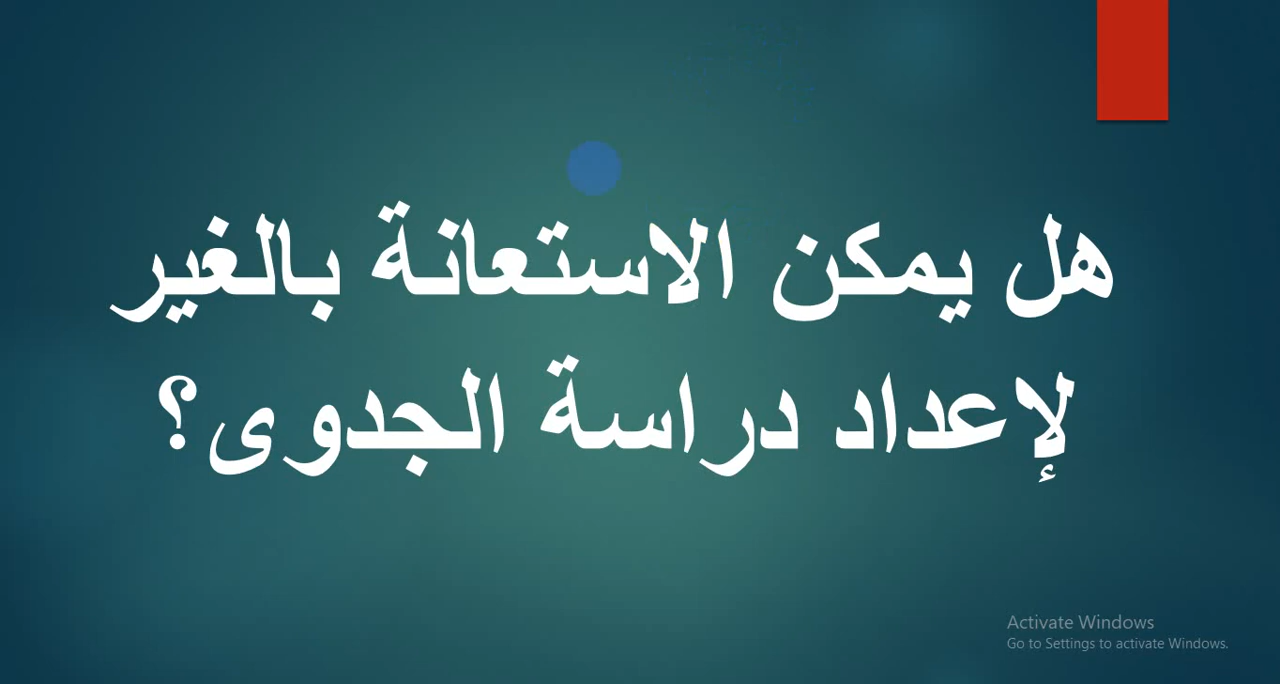 هل يمكن الاستعانة بالغير
لإعداد دراسة الجدوى؟
Activate Windows
Go to Settings to activate Windows.